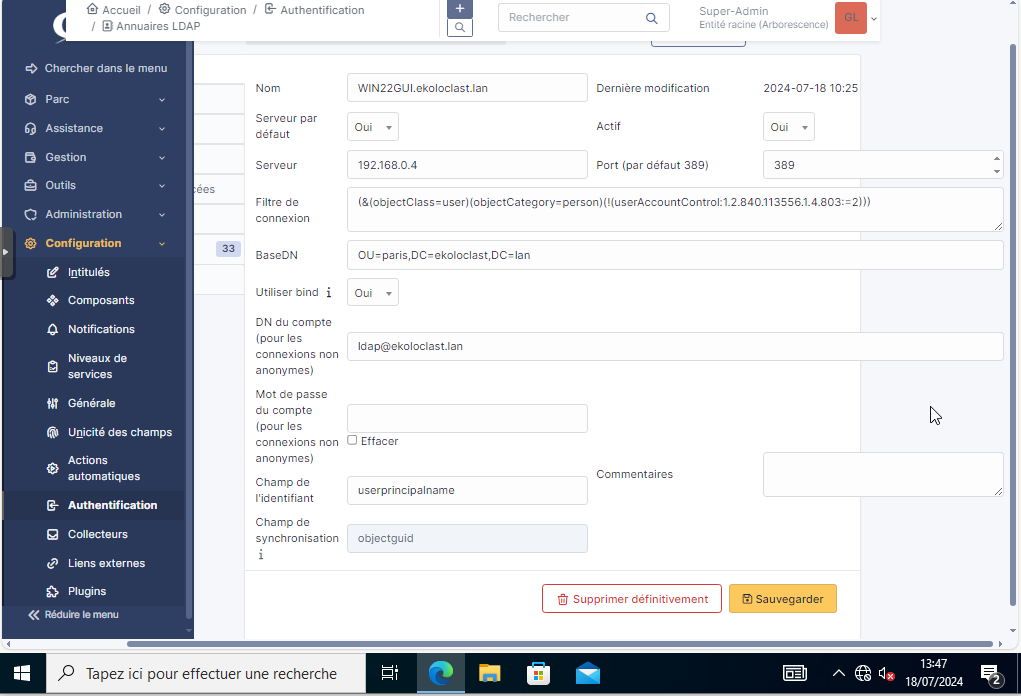 Accueil / Configuration / Authentification
/ Annuaires LDAP
+
Rechercher
Super-Admin
Entité racine (Arborescence)
GL
Chercher dans le menu
Parc
Assistance
Gestion
Outils
Administration
Configuration
Intitulés
Composants
Notifications
Niveaux de
services
Générale
Unicité des champs
Actions
automatiques
Authentification
Collecteurs
Liens externes
Plugins
Réduire le menu
cées
33
Nom
WIN22GUI.ekoloclast.lan
Dernière modification
2024-07-18 10:25
Serveur par
défaut
Oui
Actif
Oui
Serveur
192.168.0.4
Port (par défaut 389)
389
Filtre de
connexion
(&(objectClass=user)(objectCategory=person)(!(userAccountControl:1.2.840.113556.1.4.803:=2)))
BaseDN
OU=paris,DC=ekoloclast,DC=lan
Utiliser bind i
Oui
DN du compte
(pour les
connexions non
anonymes)
ldap@ekoloclast.lan
Mot de passe
du compte
(pour les
connexions non
anonymes)
Effacer
Commentaires
Champ de
l'identifiant
userprincipalname
Champ de
synchronisation
i
objectguid
Supprimer définitivement
Sauvegarder
Tapez ici pour effectuer une recherche
13:47
18/07/2024
2